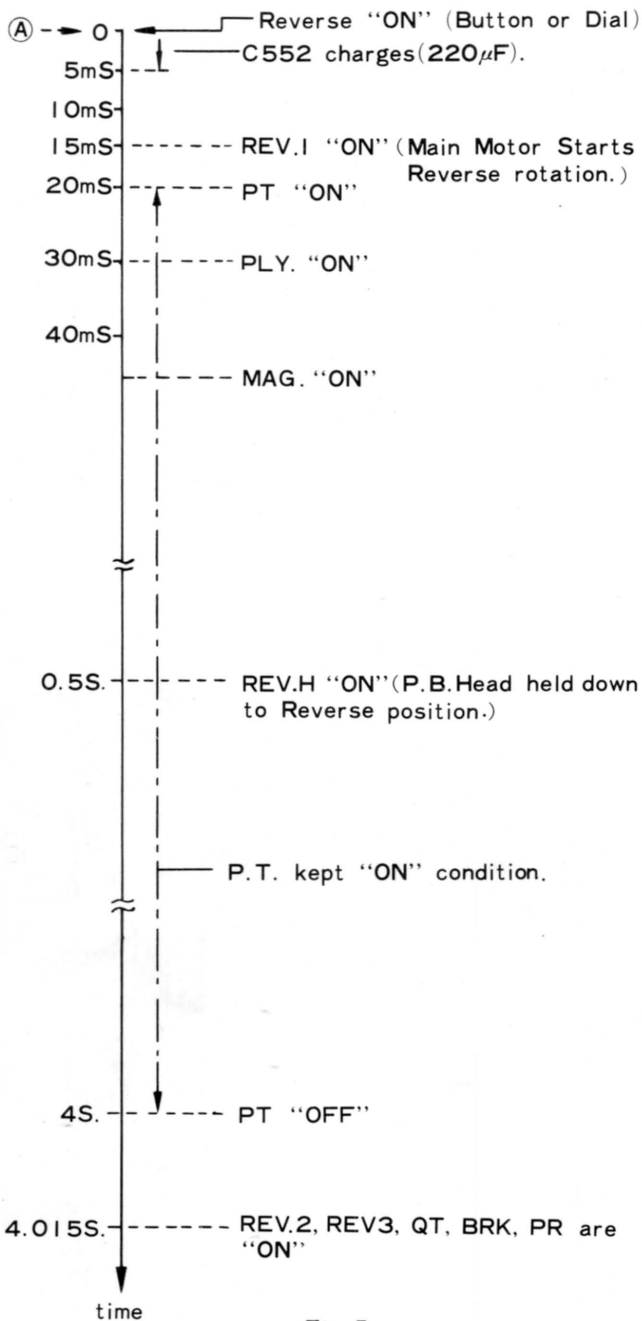 Ⓐ 0 Reverse “ON” (Button or Dial)
C552 charges(220μF).
5mS
10mS
15mS REV.1 “ON” (Main Motor Starts
Reverse rotation.)
20mS PT “ON”
30mS PLY. “ON”
40mS
MAG. “ON”
0.5S. REV.H “ON”(P.B.Head held down
to Reverse position.)
P.T. kept “ON” condition.
4S. PT “OFF”
4.015S. REV.2, REV3, QT, BRK, PR are
“ON”
time